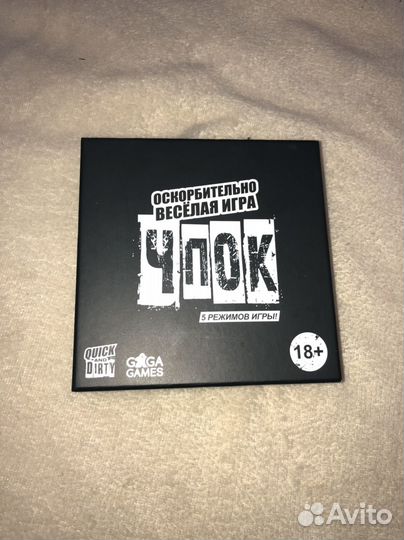 ОСКОРБИТЕЛЬНО
ВЕСЁЛАЯ ИГРА
ЧПОК
5 РЕЖИМОВ ИГРЫ!
QUICK
AND
DIRTY
GAGA
GAMES
18+
Avito